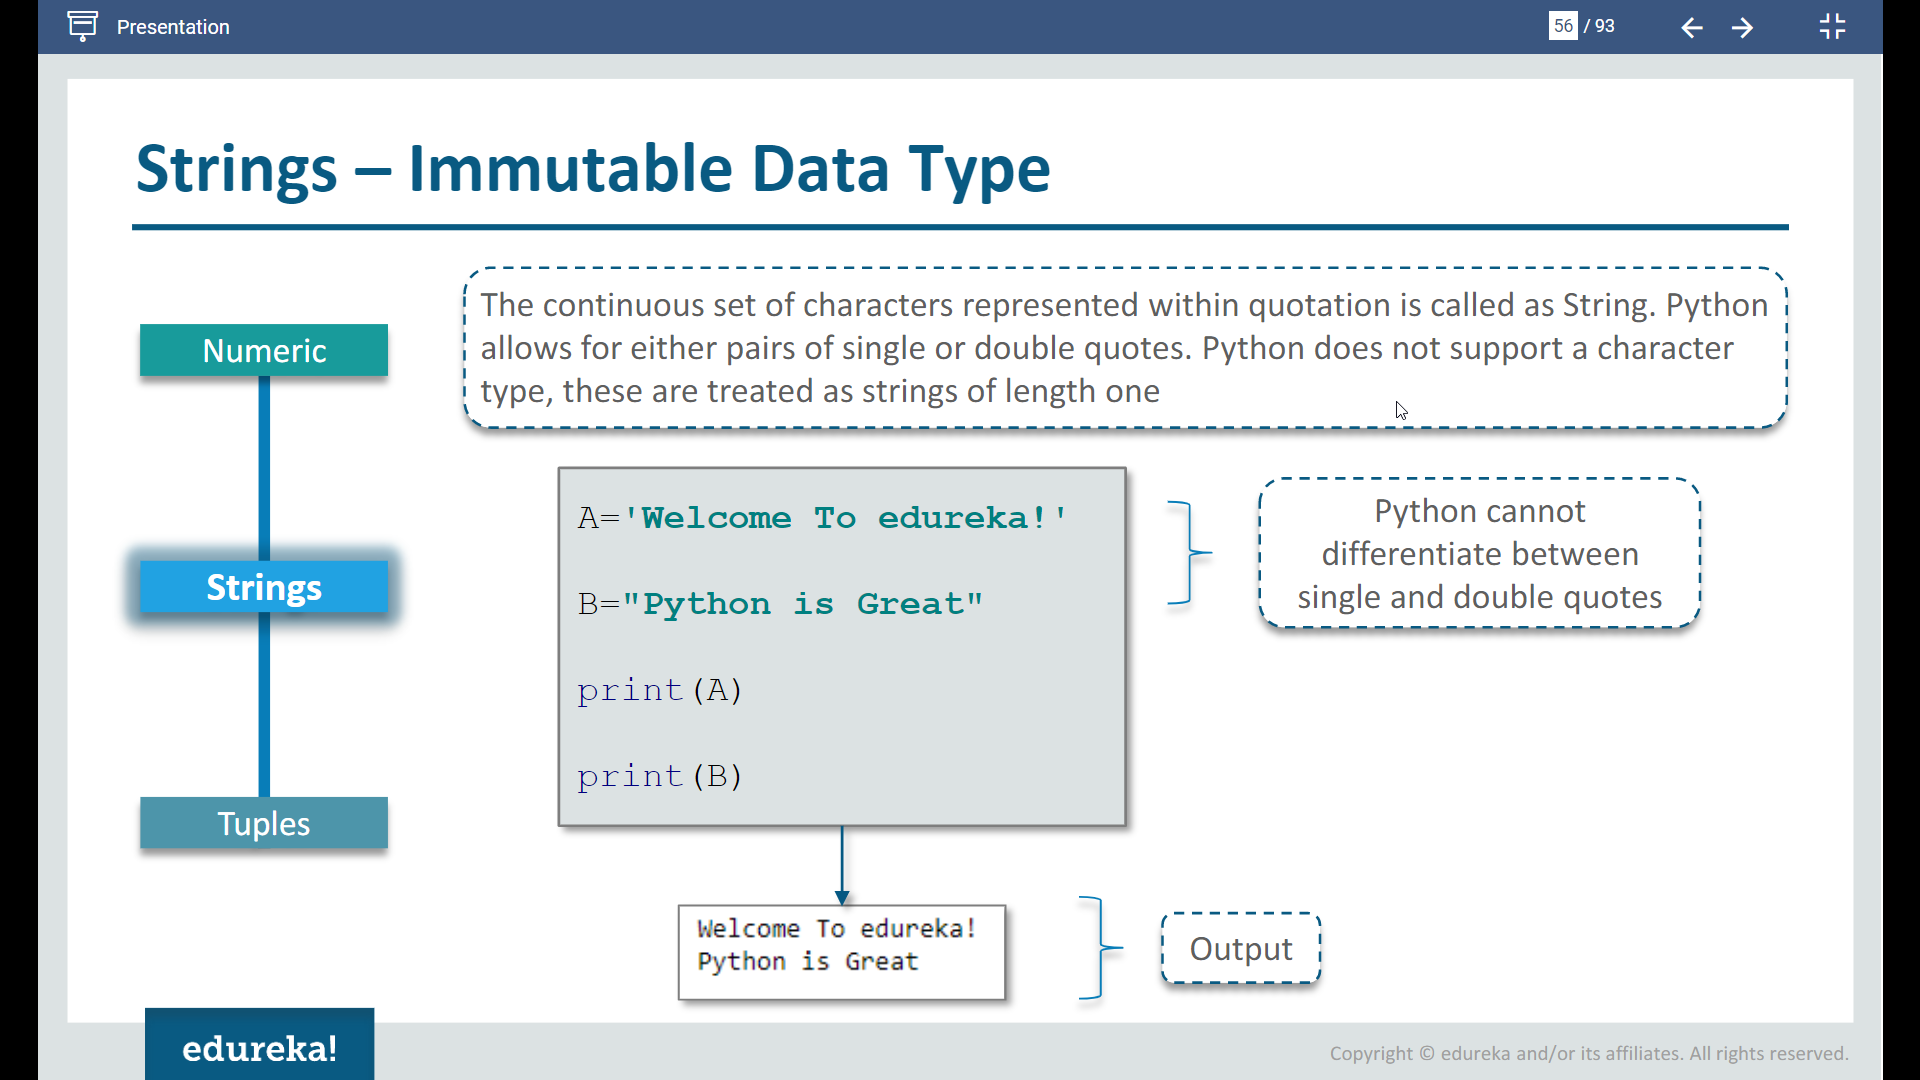 Presentation
56 / 93
Strings – Immutable Data Type
The continuous set of characters represented within quotation is called as String. Python
allows for either pairs of single or double quotes. Python does not support a character
type, these are treated as strings of length one
Numeric
Strings
Tuples
A='Welcome To edureka!'
B="Python is Great"
print(A)
print(B)
Python cannot
differentiate between
single and double quotes
Welcome To edureka!
Python is Great
Output
edureka!
Copyright © edureka and/or its affiliates. All rights reserved.